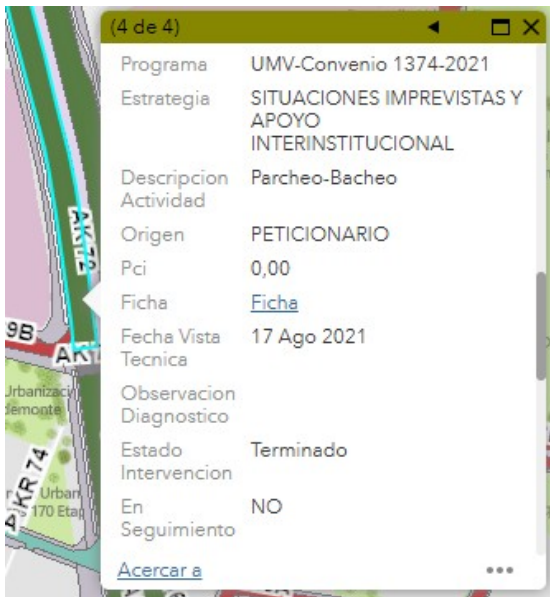 (4 de 4)
Programa UMV-Convenio 1374-2021
Estrategia SITUACIONES IMPREVISTAS Y
APOYO
INTERINSTITUCIONAL
Descripcion Parcheo-Bacheo
Actividad
Origen PETICIONARIO
Pci 0,00
Ficha Ficha
Fecha Vista 17 Ago 2021
Tecnica
Observacion
Diagnostico
Estado Terminado
Intervencion
En NO
Seguimiento
Acercar a
AK 72
9B
AK
Urbanizaci
demonte
KR 74
Urban
170 Etap